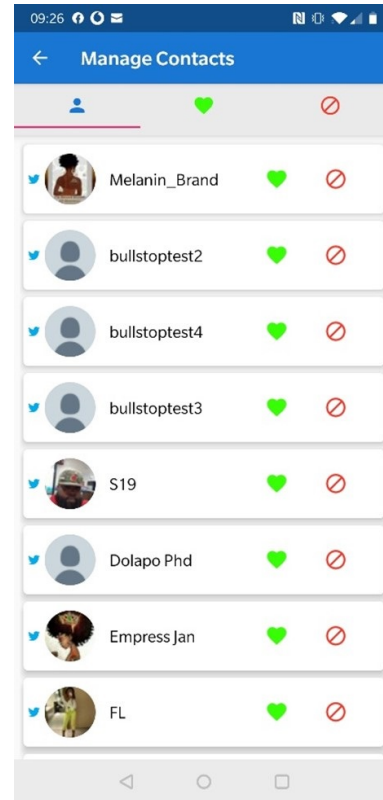 09:26
Manage Contacts
Melanin_Brand
bullstoptest2
bullstoptest4
bullstoptest3
S19
Dolapo Phd
Empress Jan
FL